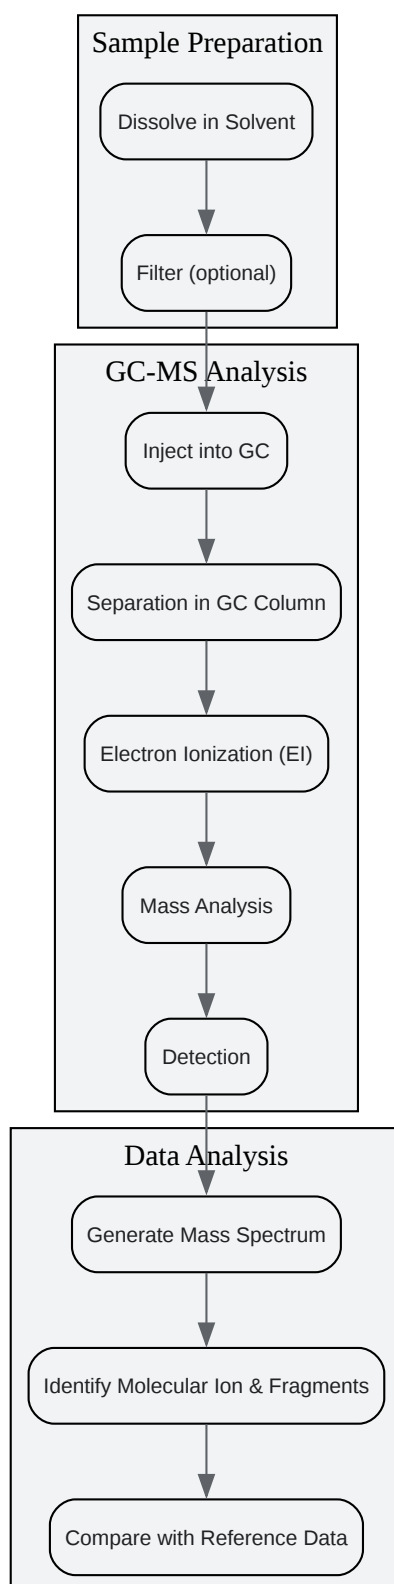 Sample Preparation
Dissolve in Solvent
Filter (optional)
GC-MS Analysis
Inject into GC
Separation in GC Column
Electron Ionization (EI)
Mass Analysis
Detection
Data Analysis
Generate Mass Spectrum
Identify Molecular Ion & Fragments
Compare with Reference Data